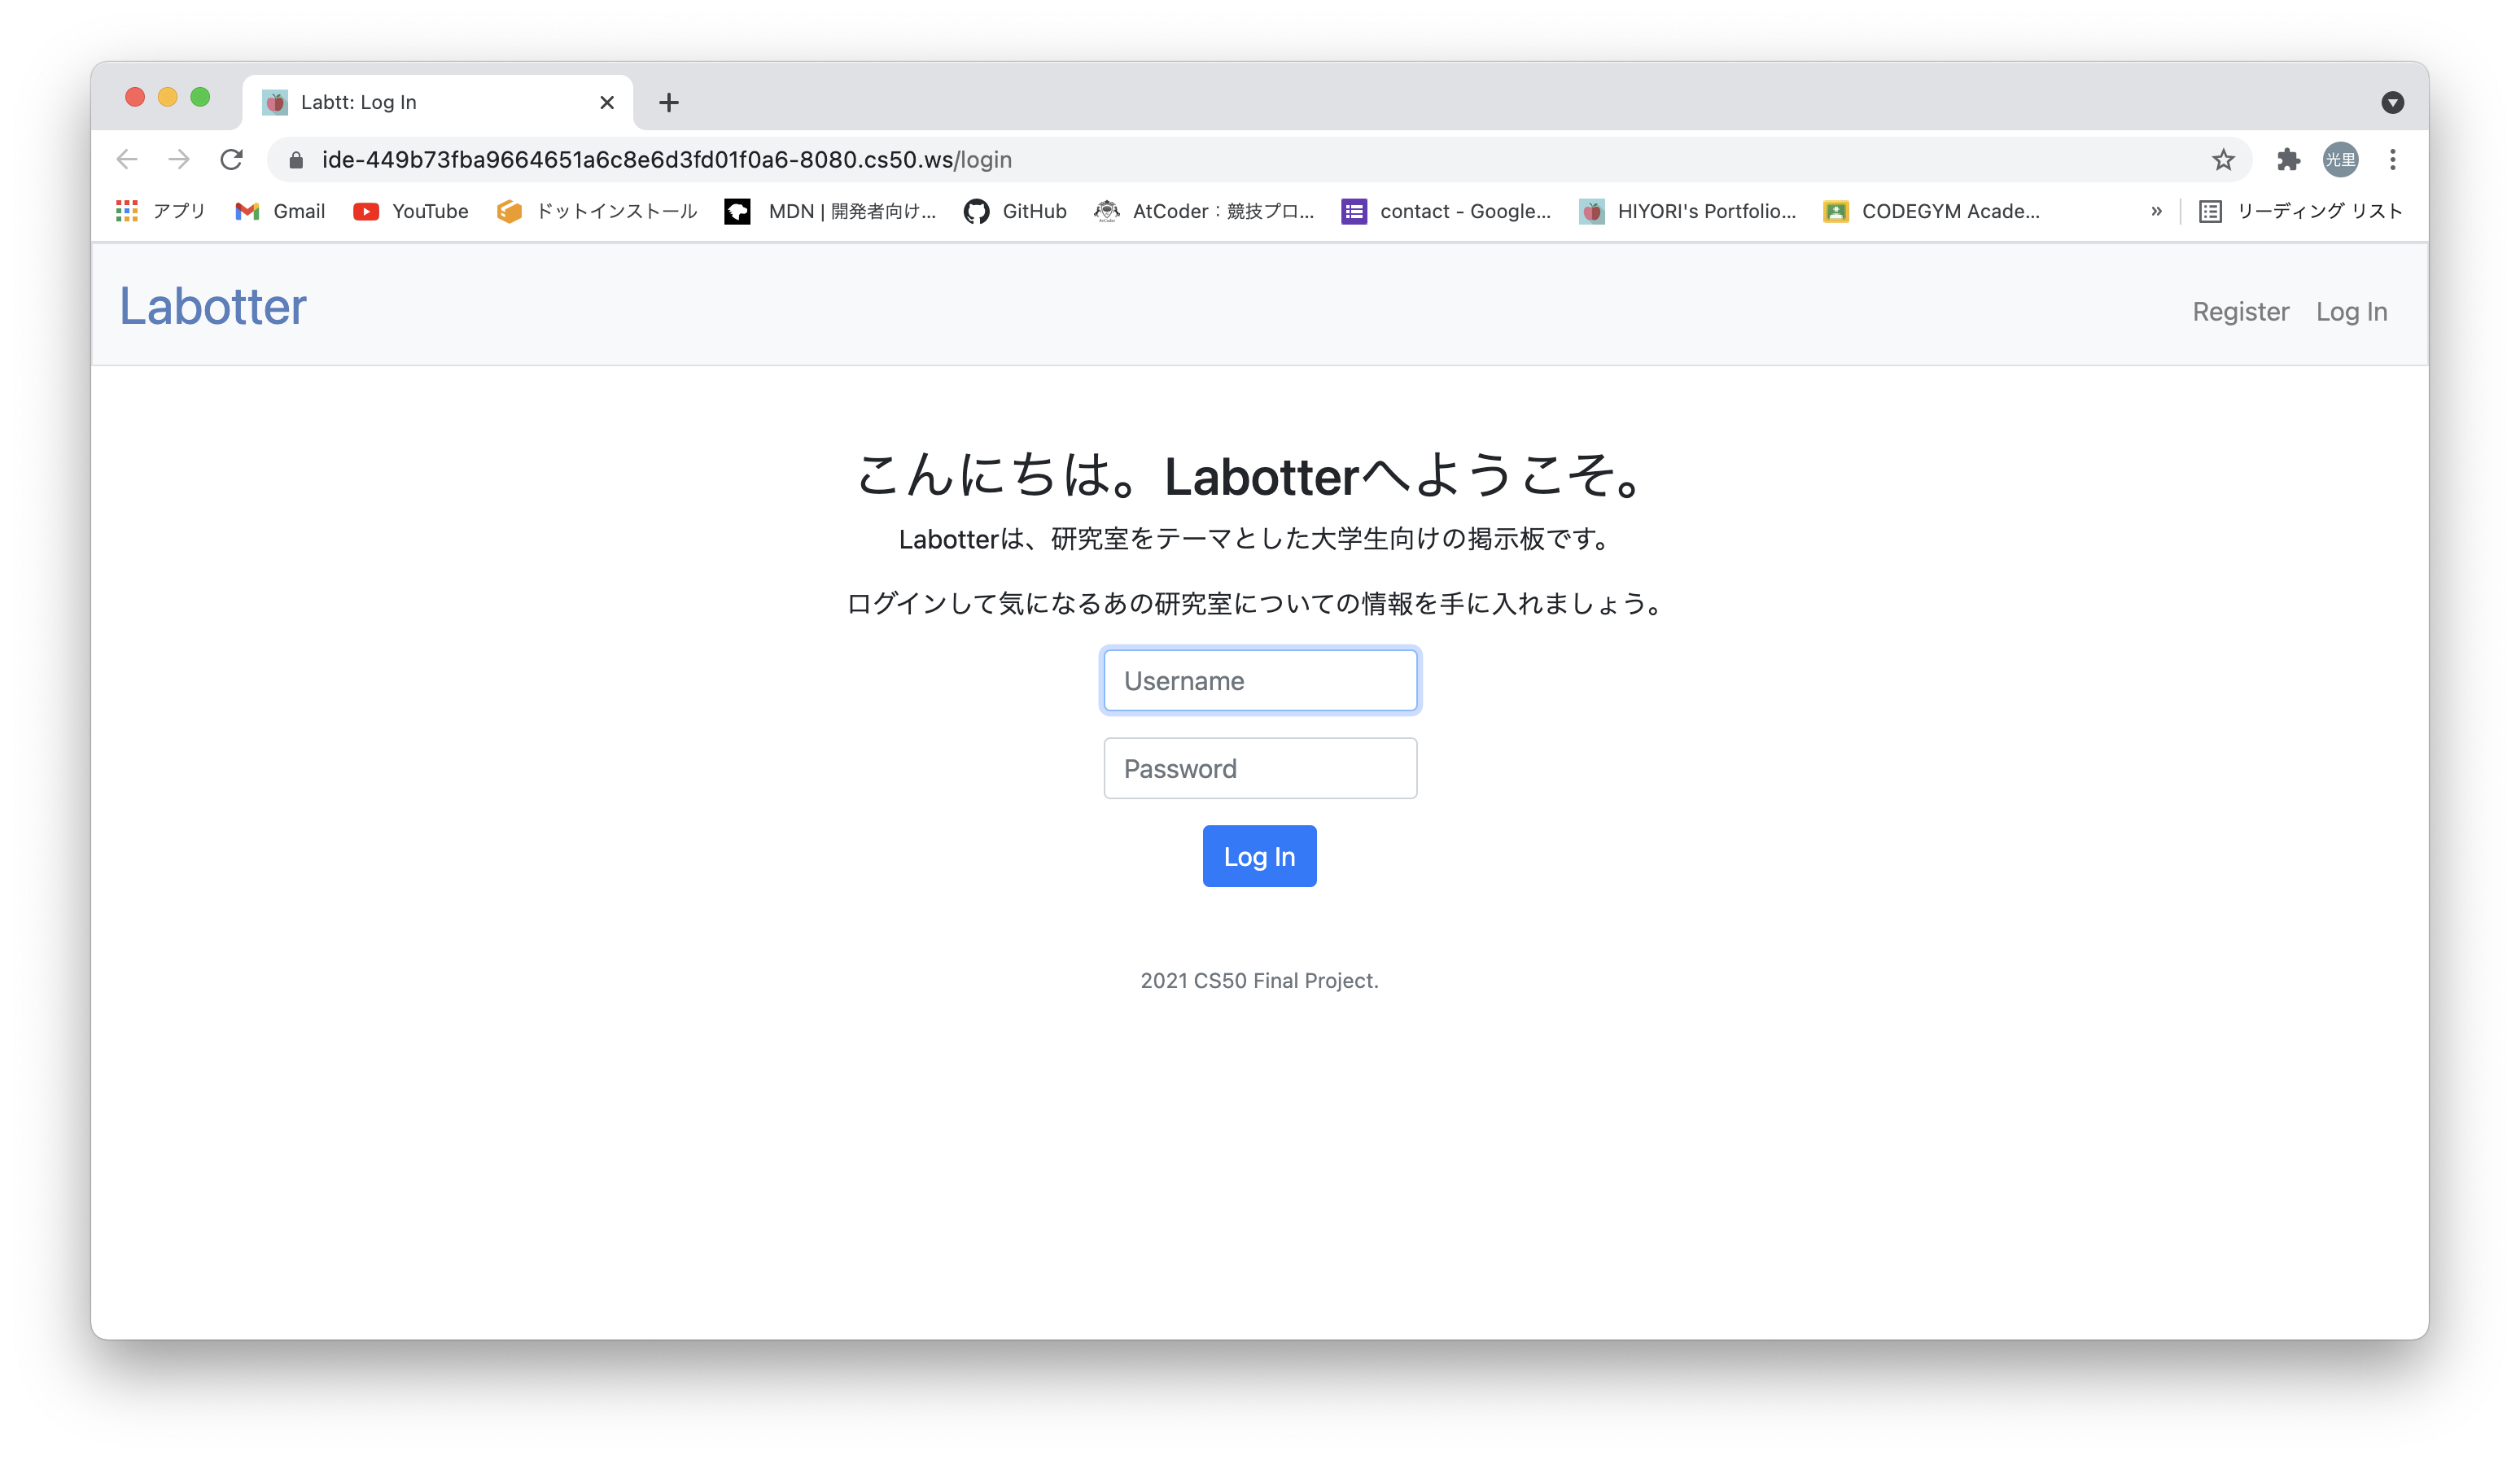 Labtt: Log In
ide-449b73fba9664651a6c8e6d3fd01f0a6-8080.cs50.ws/login
光里
アプリ Gmail YouTube ドットインストール MDN | 開発者向け... GitHub AtCoder：競技プロ... contact - Google... HIYORI's Portfolio... CODEGYM Acade... » リーディング リスト
Labotter Register Log In
こんにちは。Labotterへようこそ。
Labotterは、研究室をテーマとした大学生向けの掲示板です。
ログインして気になるあの研究室についての情報を手に入れましょう。
Username
Password
Log In
2021 CS50 Final Project.